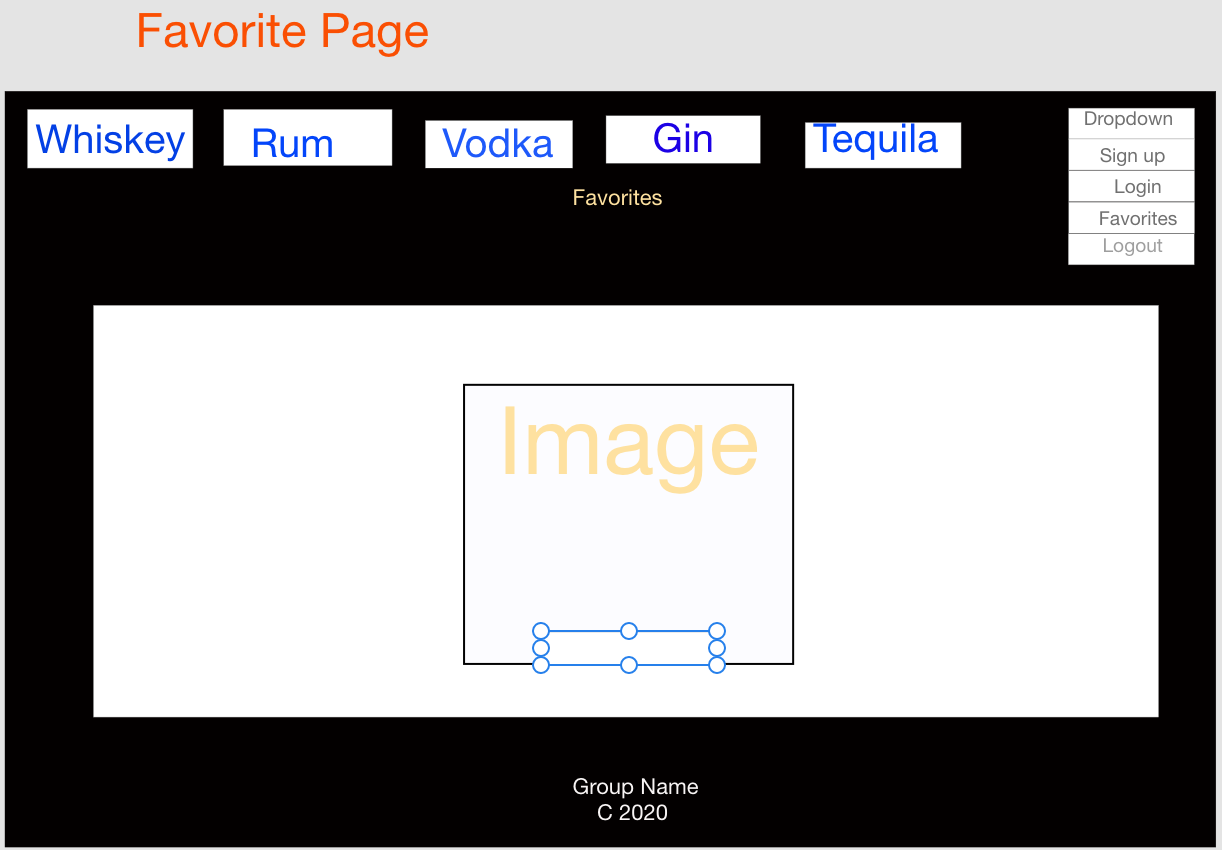 Favorite Page
Whiskey
Rum
Vodka
Gin
Tequila
Dropdown
Sign up
Login
Favorites
Logout
Favorites
Image
Group Name
C 2020